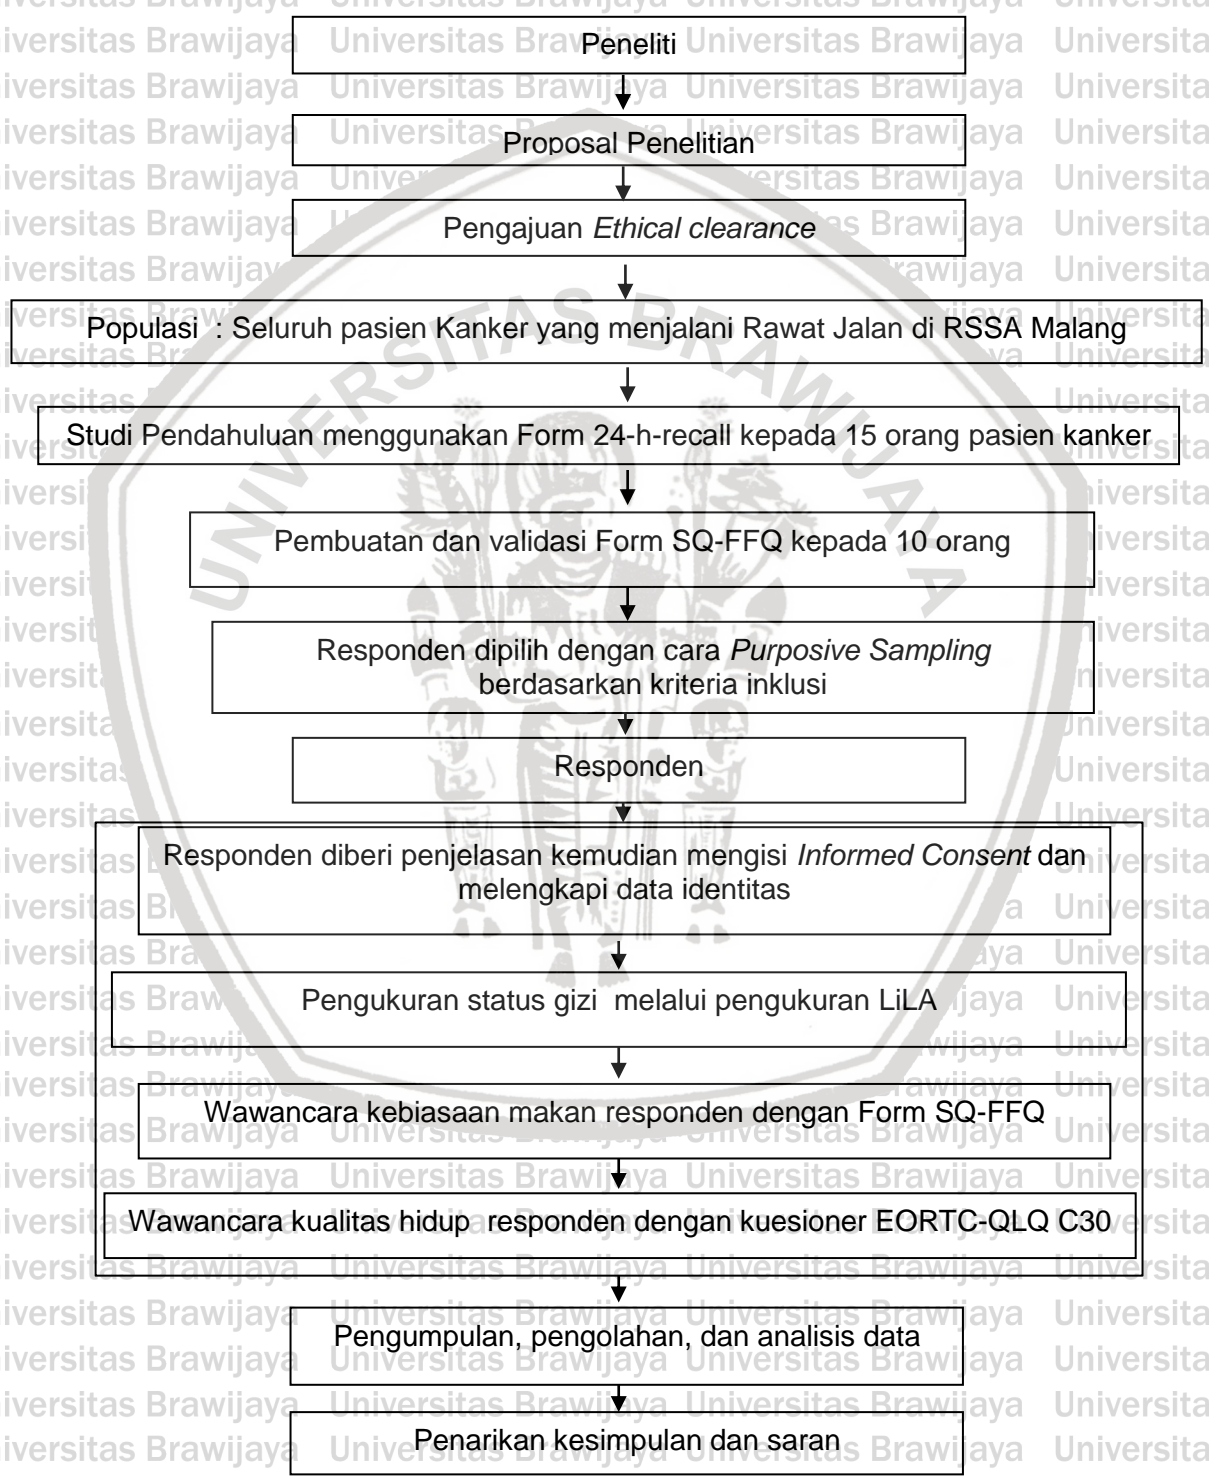 Peneliti
Proposal Penelitian
Pengajuan Ethical clearance
Populasi : Seluruh pasien Kanker yang menjalani Rawat Jalan di RSSA Malang
Studi Pendahuluan menggunakan Form 24-h-recall kepada 15 orang pasien kanker
Pembuatan dan validasi Form SQ-FFQ kepada 10 orang
Responden dipilih dengan cara Purposive Sampling
berdasarkan kriteria inklusi
Responden
Responden diberi penjelasan kemudian mengisi Informed Consent dan
melengkapi data identitas
Pengukuran status gizi melalui pengukuran LiLA
Wawancara kebiasaan makan responden dengan Form SQ-FFQ
Wawancara kualitas hidup responden dengan kuesioner EORTC-QLQ C30
Pengumpulan, pengolahan, dan analisis data
Penarikan kesimpulan dan saran
UNIVERSITAS BRAWIJAYA